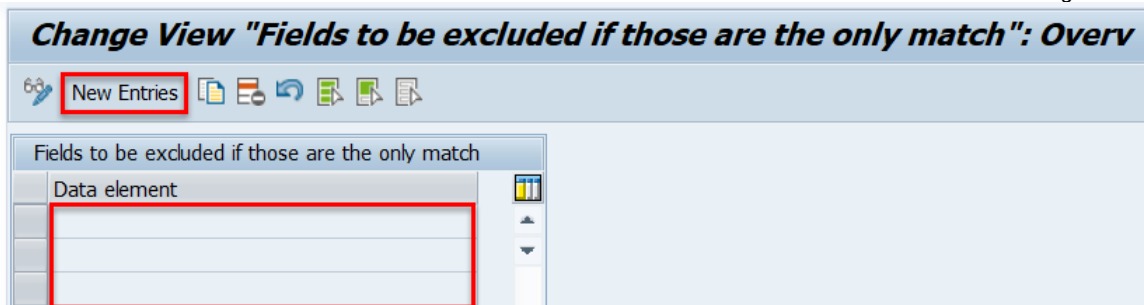 Change View "Fields to be excluded if those are the only match": Overv
New Entries
Fields to be excluded if those are the only match
Data element